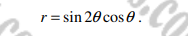 r = sin 2θ cos θ .